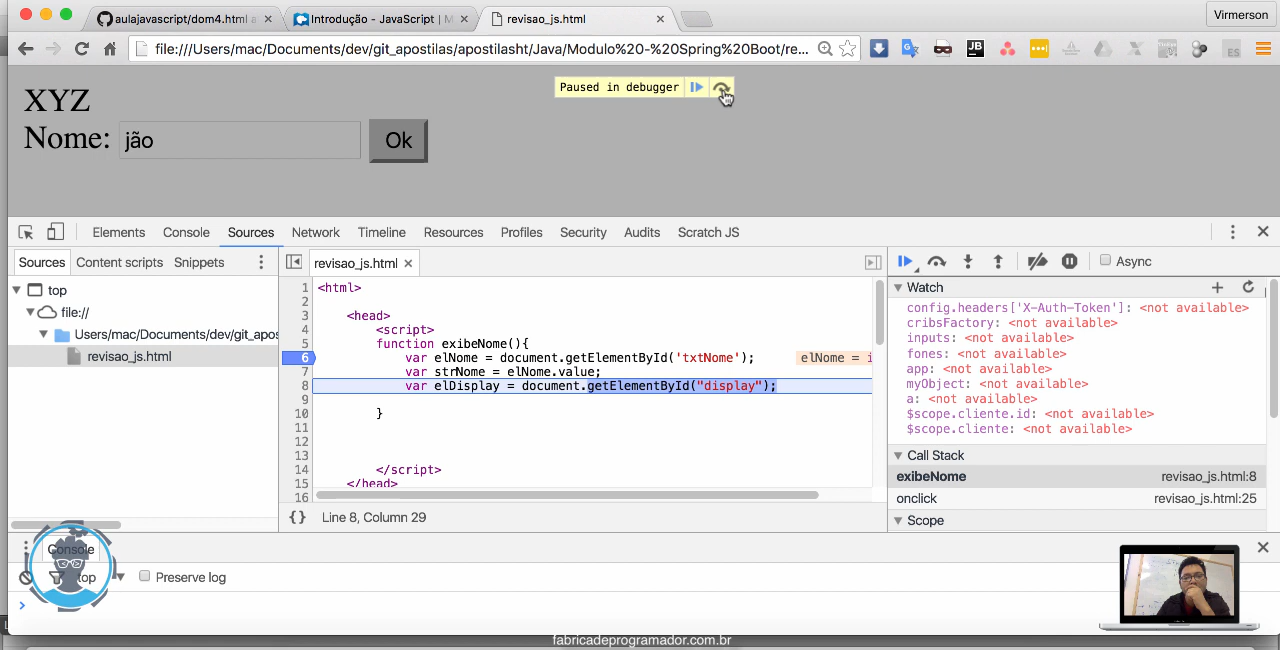 aulajavascript/dom4.html a
Introdução - JavaScript | M
revisao_js.html
Virmerson
file:///Users/mac/Documents/dev/git_apostilas/apostilasht/Java/Modulo%20-%20Spring%20Boot/re...
JB
ES
XYZ
Paused in debugger
Nome: jão Ok
Elements Console Sources Network Timeline Resources Profiles Security Audits Scratch JS
Sources Content scripts Snippets
top
file://
Users/mac/Documents/dev/git_apos
revisao_js.html
revisao_js.html
1 <html>
2
3 <head>
4 <script>
5 function exibeNome(){
6 var elNome = document.getElementById('txtNome'); elNome = i
7 var strNome = elNome.value;
8 var elDisplay = document.getElementById("display");
9
10 }
11
12
13
14 </script>
15 </head>
16
{} Line 8, Column 29
Async
Watch
config.headers['X-Auth-Token']: <not available>
cribsFactory: <not available>
inputs: <not available>
fones: <not available>
app: <not available>
myObject: <not available>
a: <not available>
$scope.cliente.id: <not available>
$scope.cliente: <not available>
Call Stack
exibeNome revisao_js.html:8
onclick revisao_js.html:25
Scope
Console
top Preserve log
fabricadeprogramador.com.br